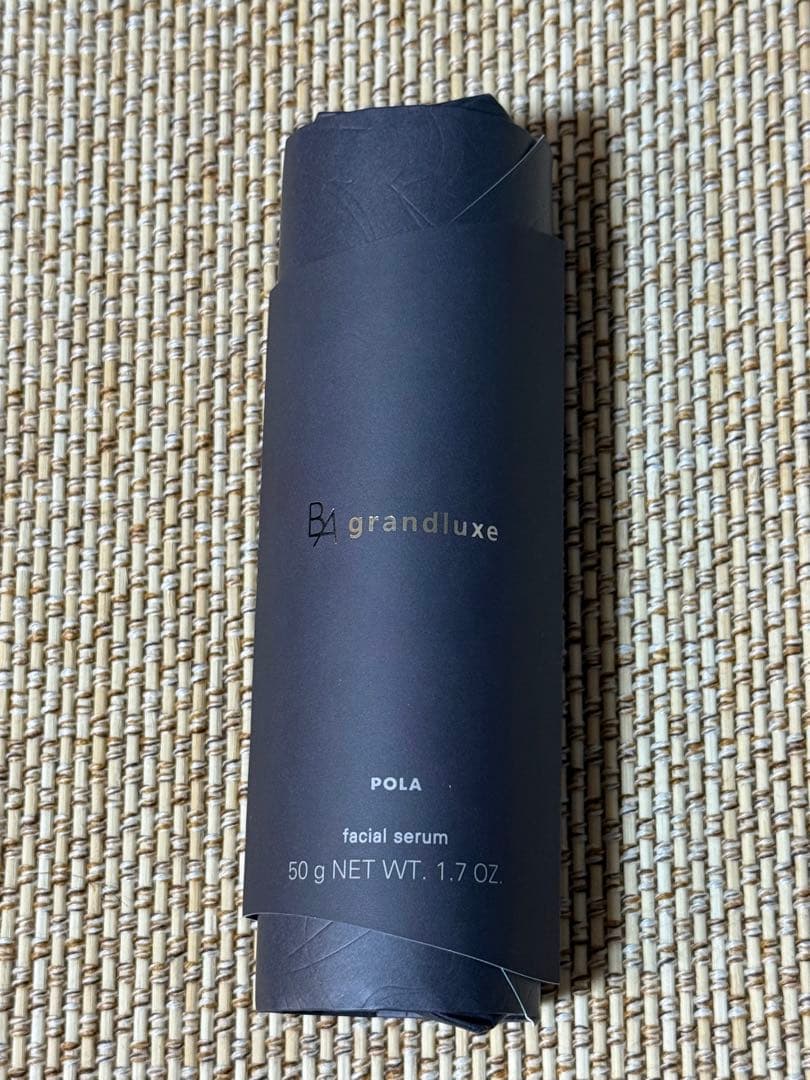 BA grandluxe
POLA
facial serum
50 g NET WT. 1.7 OZ.